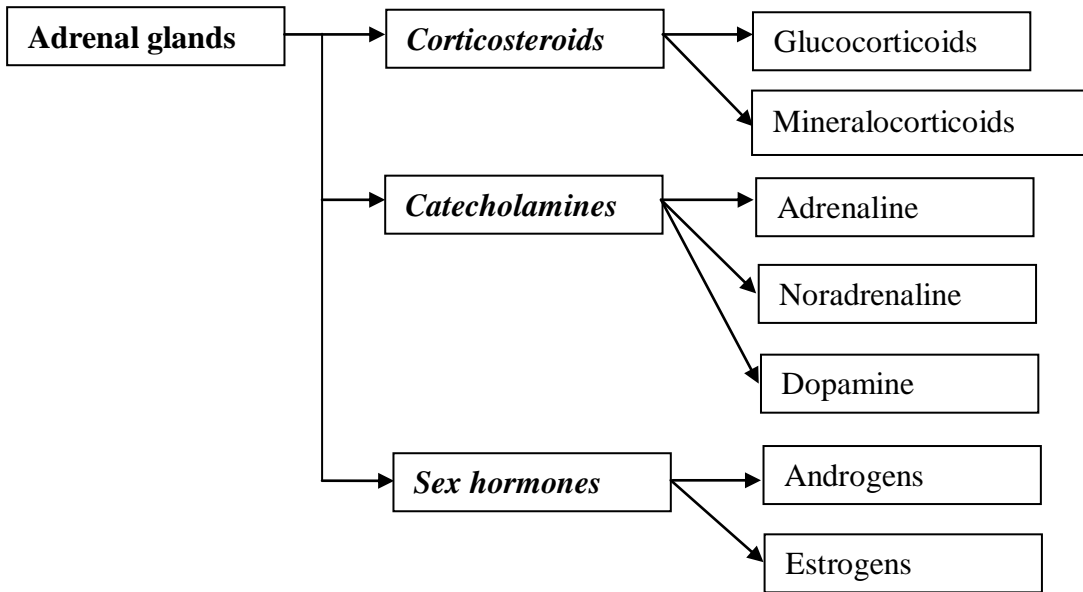 Adrenal glands
Corticosteroids
Glucocorticoids
Mineralocorticoids
Catecholamines
Adrenaline
Noradrenaline
Dopamine
Sex hormones
Androgens
Estrogens